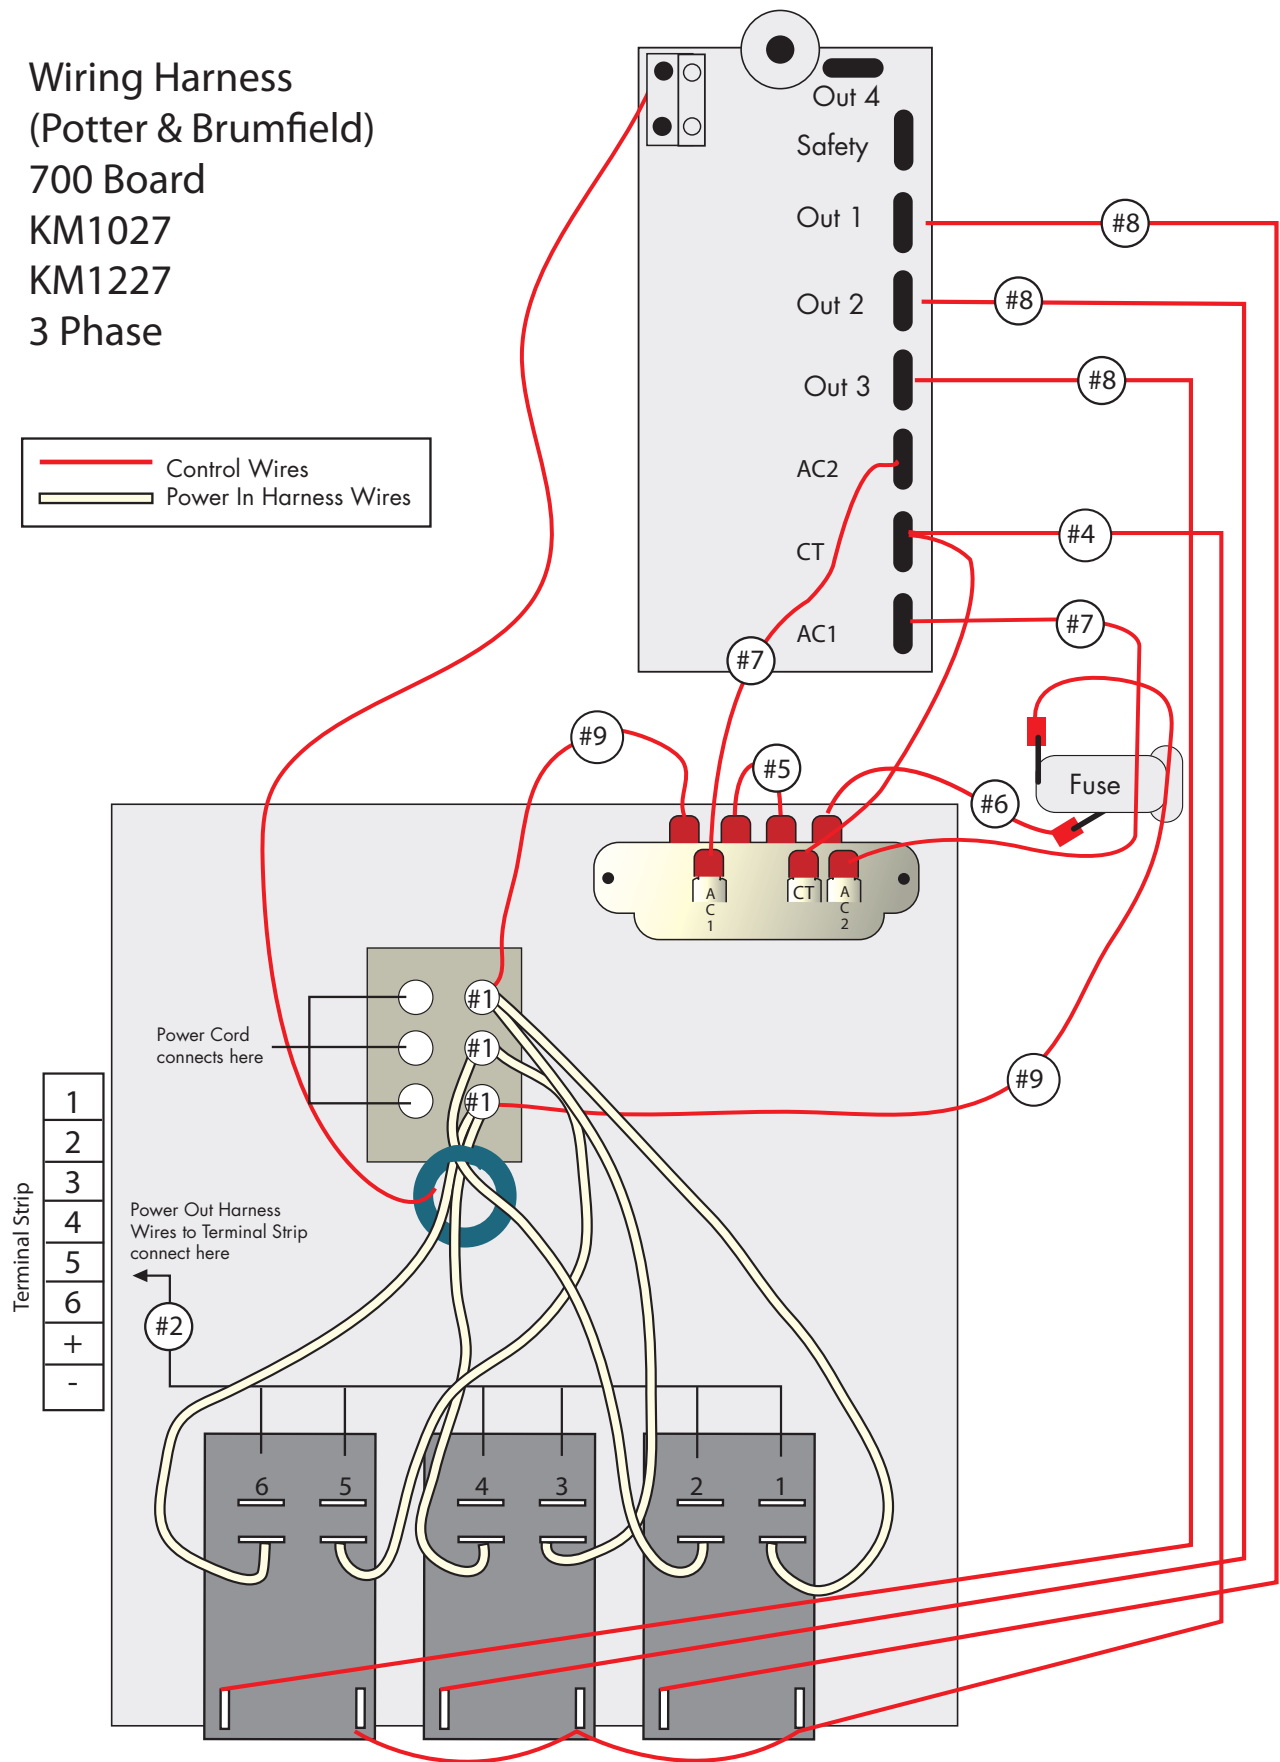 Wiring Harness
(Potter & Brumfield)
700 Board
KM1027
KM1227
3 Phase
Control Wires
Power In Harness Wires
Out 4
Safety
Out 1
Out 2
Out 3
AC2
CT
AC1
#8
#8
#8
#4
#7
#7
#9
#5
#6
Fuse
A
C
1
CT
A
C
2
#1
#1
#1
Power Cord
connects here
#9
Terminal Strip
1
2
3
4
5
6
+
-
Power Out Harness
Wires to Terminal Strip
connect here
#2
6
5
4
3
2
1